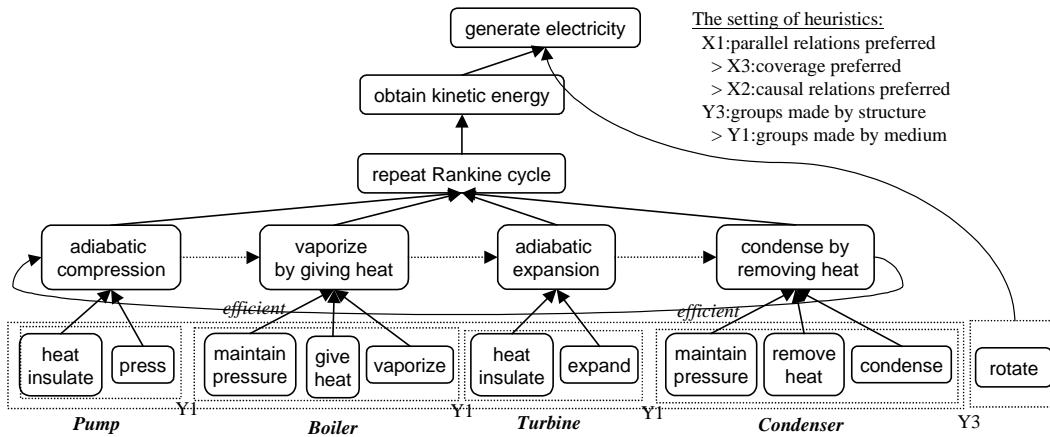 generate electricity
The setting of heuristics:
X1:parallel relations preferred
> X3:coverage preferred
> X2:causal relations preferred
Y3:groups made by structure
> Y1:groups made by medium
obtain kinetic energy
repeat Rankine cycle
adiabatic
compression
vaporize
by giving heat
adiabatic
expansion
condense by
removing heat
efficient
efficient
heat
insulate
press
maintain
pressure
give
heat
vaporize
heat
insulate
expand
maintain
pressure
remove
heat
condense
rotate
Y1
Y1
Y1
Y3
Pump
Boiler
Turbine
Condenser